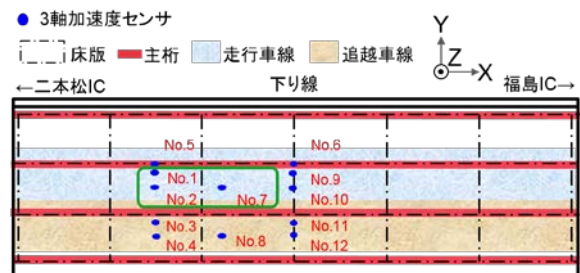 3軸加速度センサ
床版 主桁 走行車線 追越車線
Y
Z
X
←二本松IC 下り線 福島IC→
No.5 No.6
No.1 No.9
No.2 No.7 No.10
No.3 No.11
No.4 No.8 No.12